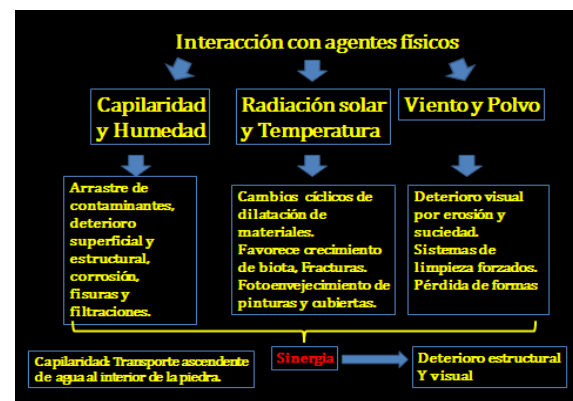 Interacción con agentes físicos
Capilaridad
y Humedad
Radiación solar
y Temperatura
Viento y Polvo
Arrastre de
contaminantes,
deterioro
superficial y
estructural,
corrosión,
fisuras y
filtraciones.
Cambios cíclicos de
dilatación de
materiales.
Favorece crecimiento
de biota, Fracturas.
Fotoenvejecimiento de
pinturas y cubiertas.
Deterioro visual
por erosión y
suciedad.
Sistemas de
limpieza forzados.
Pérdida de formas
Capilaridad: Transporte ascendente
de agua al interior de la piedra.
Sinergia
Deterioro estructural
Y visual